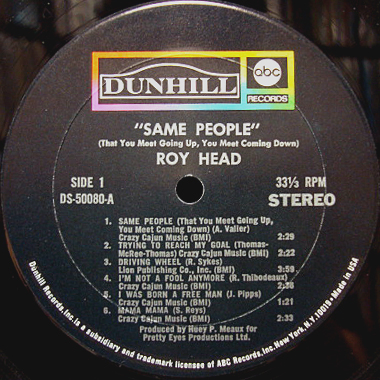 DUNHILL
abc
RECORDS
"SAME PEOPLE"
(That You Meet Going Up, You Meet Coming Down)
ROY HEAD
SIDE 1
33⅓ RPM
DS-50080-A
STEREO
1. SAME PEOPLE (That You Meet Going Up,
You Meet Coming Down) (A. Valier)
Crazy Cajun Music (BMI) 2:29
2. TRYING TO REACH MY GOAL (Thomas-
McRee-Thomas) Crazy Cajun Music (BMI) 2:22
3. DRIVING WHEEL (R. Sykes)
Lion Publishing Co., Inc. (BMI) 3:59
4. I'M NOT A FOOL ANYMORE (R. Thibodeaux)
Crazy Cajun Music (BMI) 2:38
5. I WAS BORN A FREE MAN (J. Pipps)
Crazy Cajun Music (BMI) 1:21
6. MAMA MAMA (S. Roys)
Crazy Cajun Music (BMI) 2:33
Produced by Huey P. Meaux for
Pretty Eyes Productions Ltd.
Dunhill Records, Inc. is a subsidiary and trademark licensee of ABC Records, Inc. New York, N.Y. 10019 • Made in USA